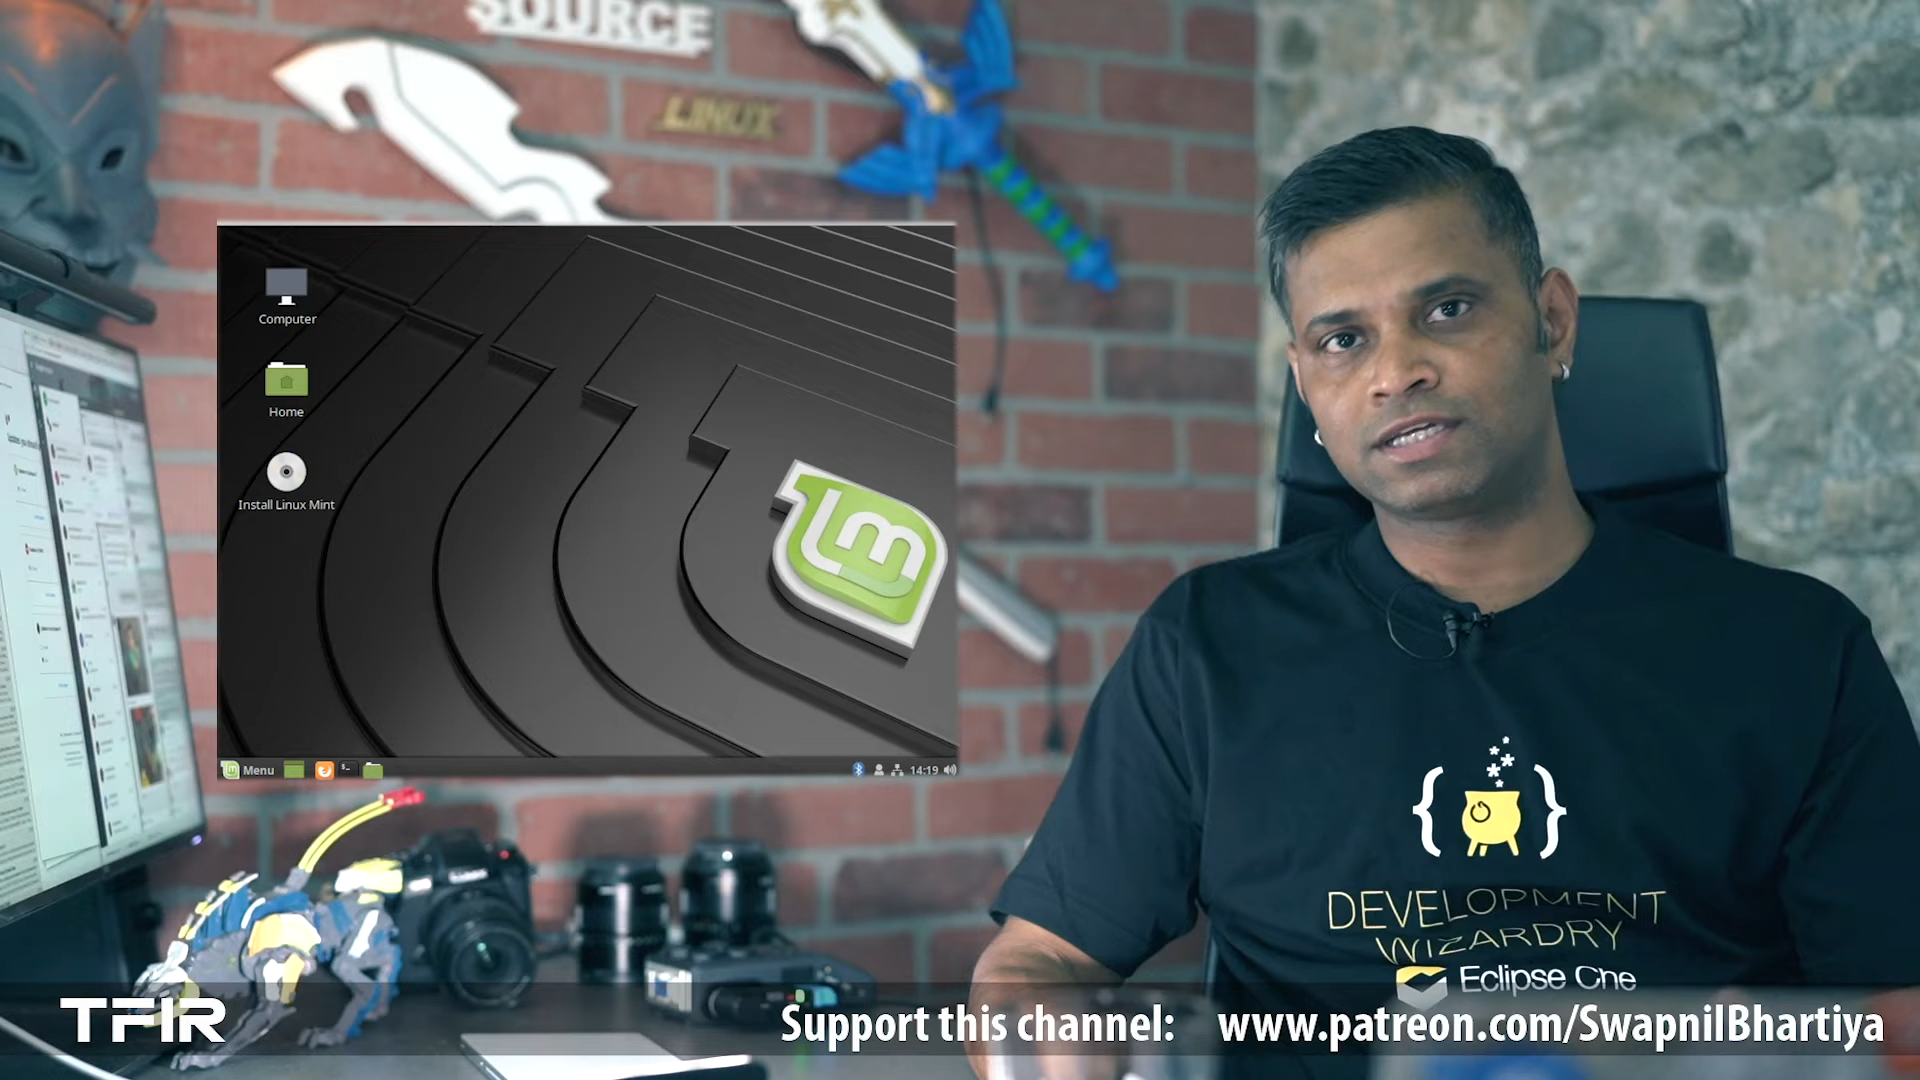 SOURCE
LINUX
Computer
Home
Install Linux Mint
lm
Menu
14:19
DEVELOPMENT
WIZARDRY
Eclipse Che
TFIR
Support this channel: www.patreon.com/SwapnilBhartiya